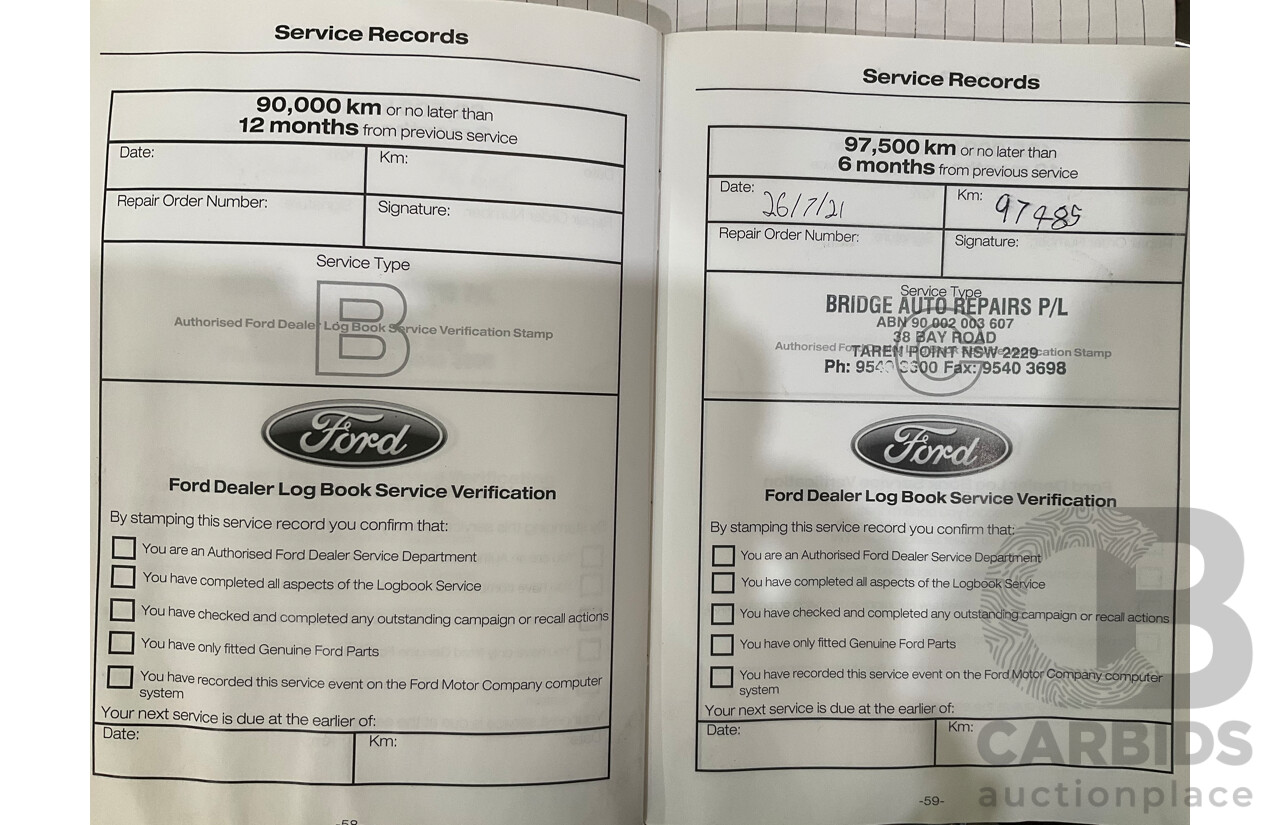 Service Records
90,000 km or no later than
12 months from previous service
Date:
Km:
Repair Order Number:
Signature:
Service Type
B
Authorised Ford Dealer Log Book Service Verification Stamp
Ford
Ford Dealer Log Book Service Verification
By stamping this service record you confirm that:
You are an Authorised Ford Dealer Service Department
You have completed all aspects of the Logbook Service
You have checked and completed any outstanding campaign or recall actions
You have only fitted Genuine Ford Parts
You have recorded this service event on the Ford Motor Company computer
system
Your next service is due at the earlier of:
Date:
Km:
-58
Service Records
97,500 km or no later than
6 months from previous service
Date: 26/7/21
Km: 97485
Repair Order Number:
Signature:
Service Type
BRIDGE AUTO REPAIRS P/L
ABN 90 002 003 607
38 BAY ROAD
Authorised Stamp
TAREN POINT NSW 2229
C
Ph: Fax: 9540 3698
Ford
Ford Dealer Log Book Service Verification
By stamping this service record you confirm that:
You are an Authorised Ford Dealer Service Department
You have completed all aspects of the Logbook Service
You have checked and completed any outstanding campaign or recall actions
You have only fitted Genuine Ford Parts
You have recorded this service event on the Ford Motor Company computer
system
Your next service is due at the earlier of:
Date:
Km:
-59-
CARBIDS
auctionplace